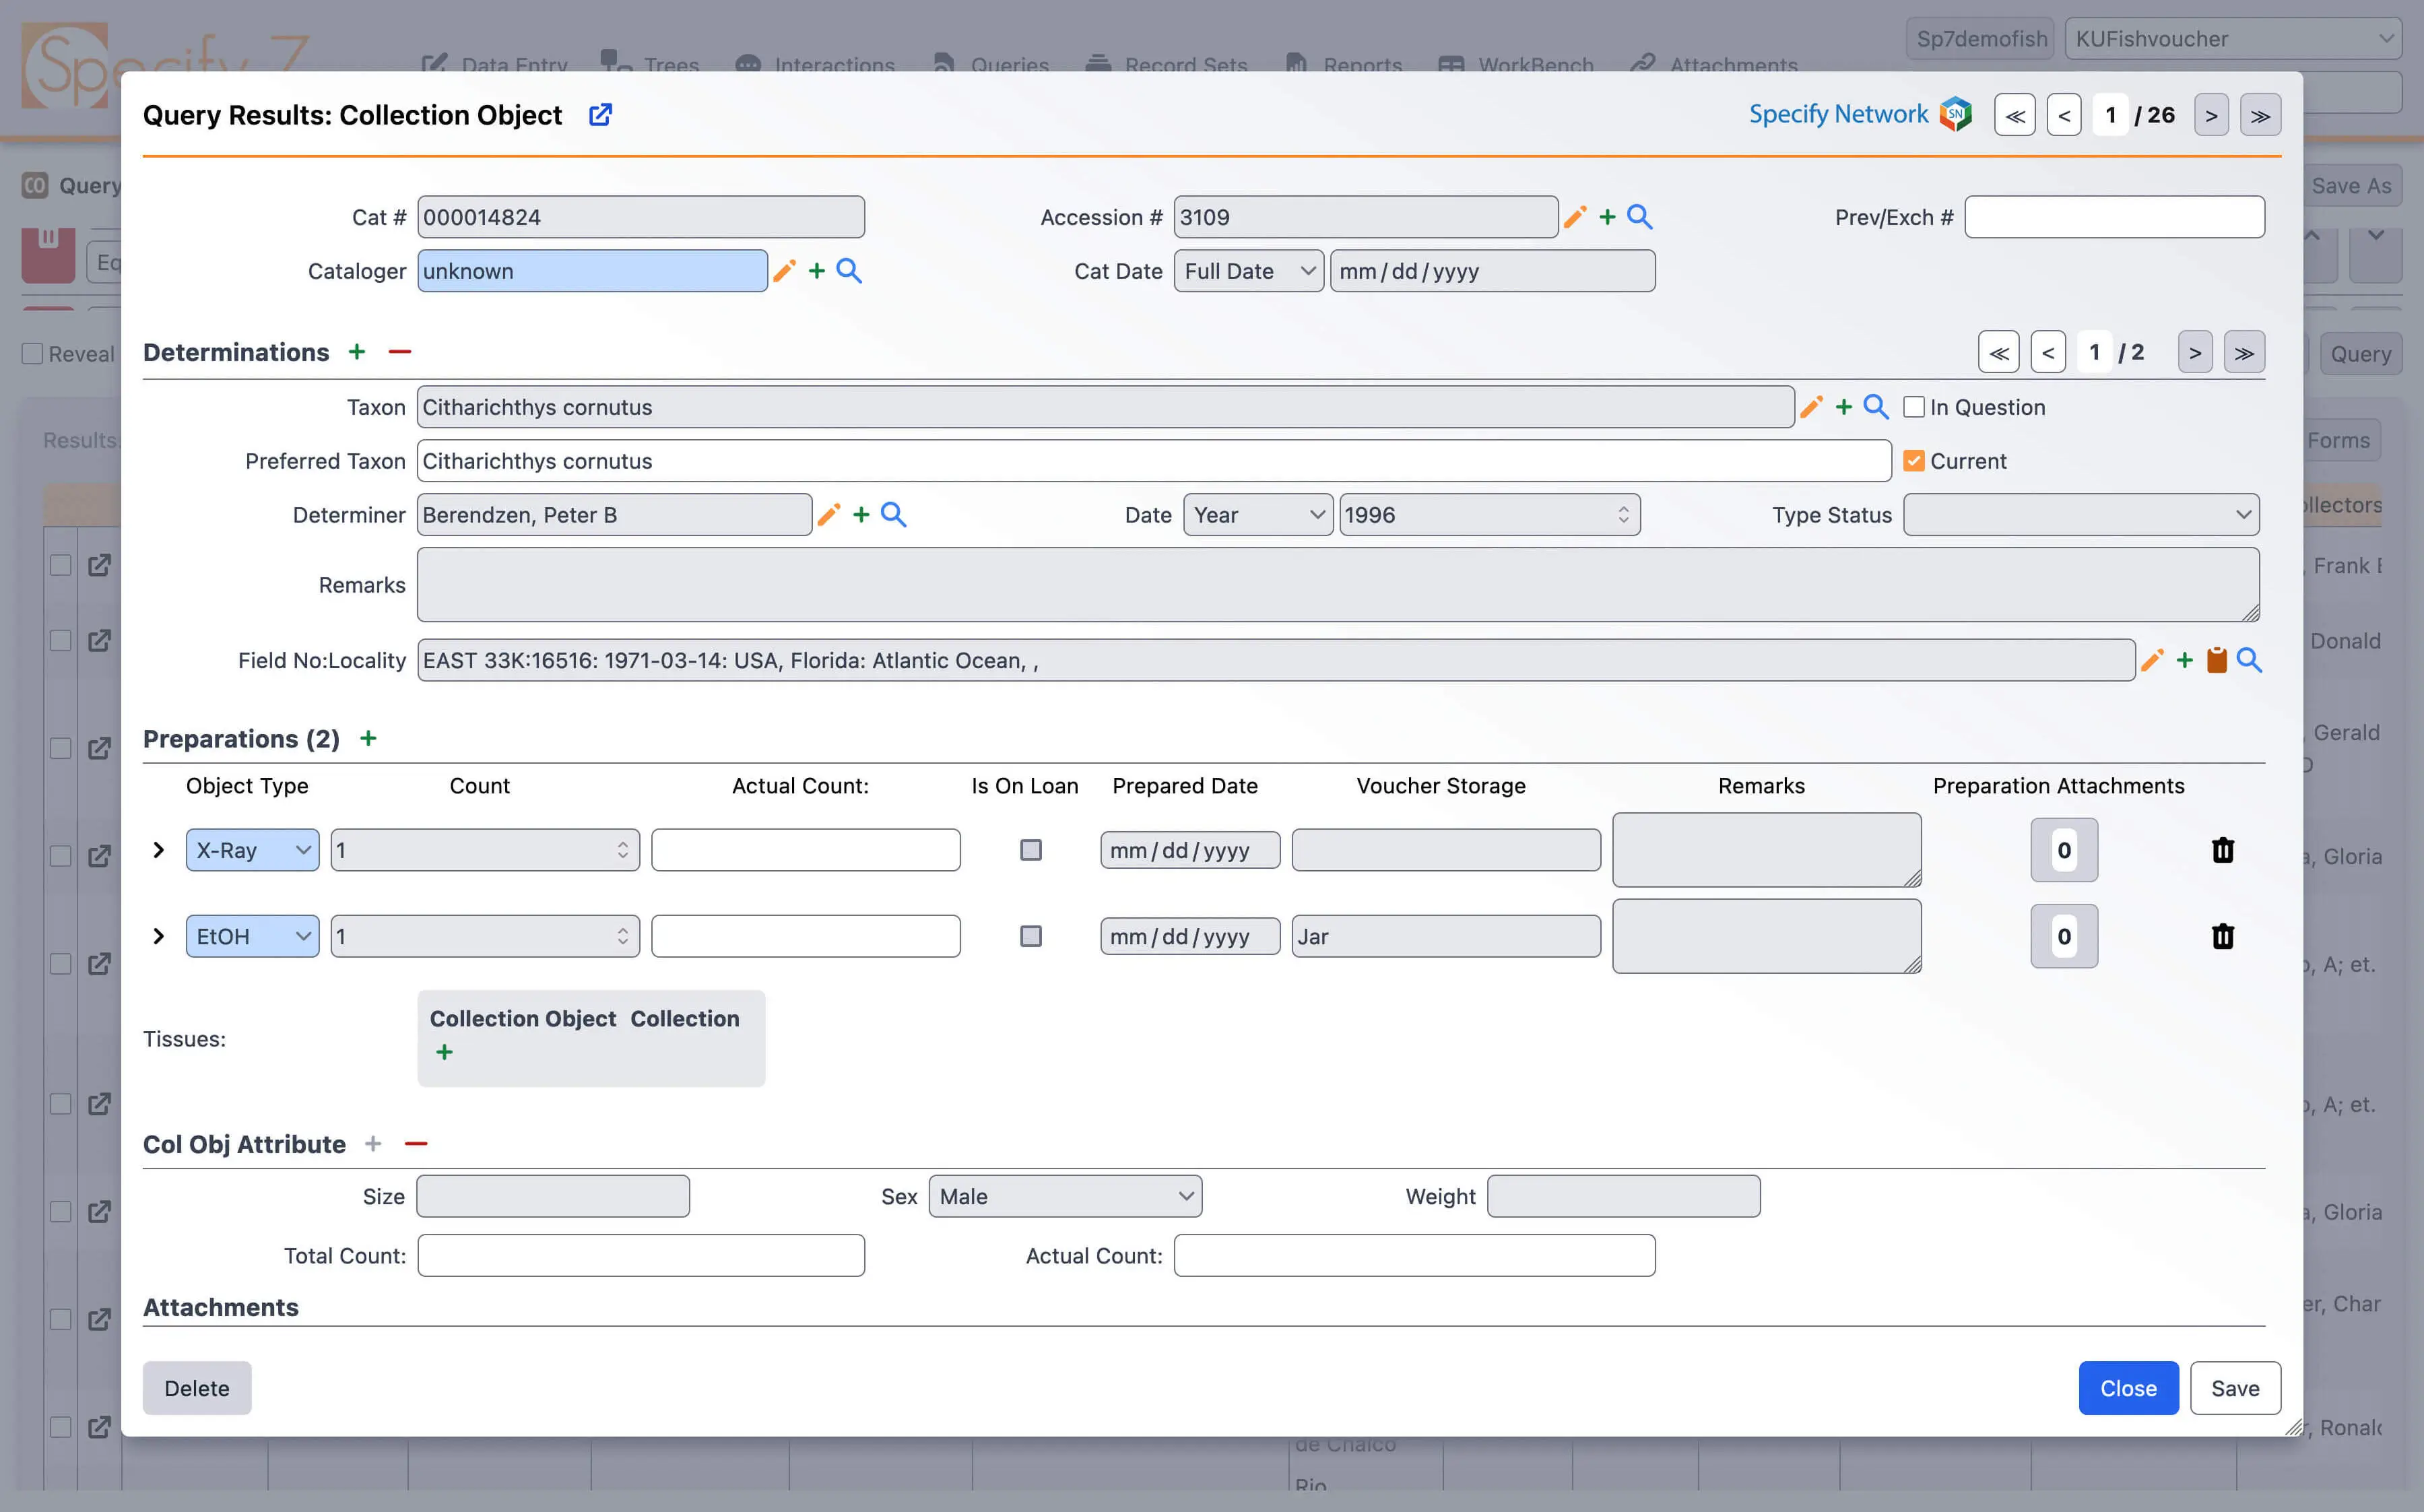 Specify 7
Data Entry Trees Interactions Queries Record Sets Reports WorkBench Attachments
Sp7demofish KUFishvoucher
Query Results: Collection Object
Specify Network SN ≪ < 1 / 26 > ≫
CO Query Save As
Cat # 000014824 Accession # 3109 Prev/Exch #
Eq Cataloger unknown Cat Date Full Date mm/dd/yyyy
Reveal Determinations + − ≪ < 1 / 2 > ≫ Query
Taxon Citharichthys cornutus In Question
Results: Preferred Taxon Citharichthys cornutus Current Forms
Determiner Berendzen, Peter B Date Year 1996 Type Status
Remarks
, Frank
Donald
Field No:Locality EAST 33K:16516: 1971-03-14: USA, Florida: Atlantic Ocean, ,
Preparations (2) +
, Gerald
Object Type Count Actual Count: Is On Loan Prepared Date Voucher Storage Remarks Preparation Attachments
X-Ray 1 mm/dd/yyyy 0
, Gloria
EtOH 1 mm/dd/yyyy Jar 0
, A; et.
Collection Object Collection
Tissues:
+
, A; et.
Col Obj Attribute + −
Size Sex Male Weight
, Gloria
Total Count: Actual Count:
Attachments
, Char
Delete Close Save
, Ronald
de Chalco
Rio